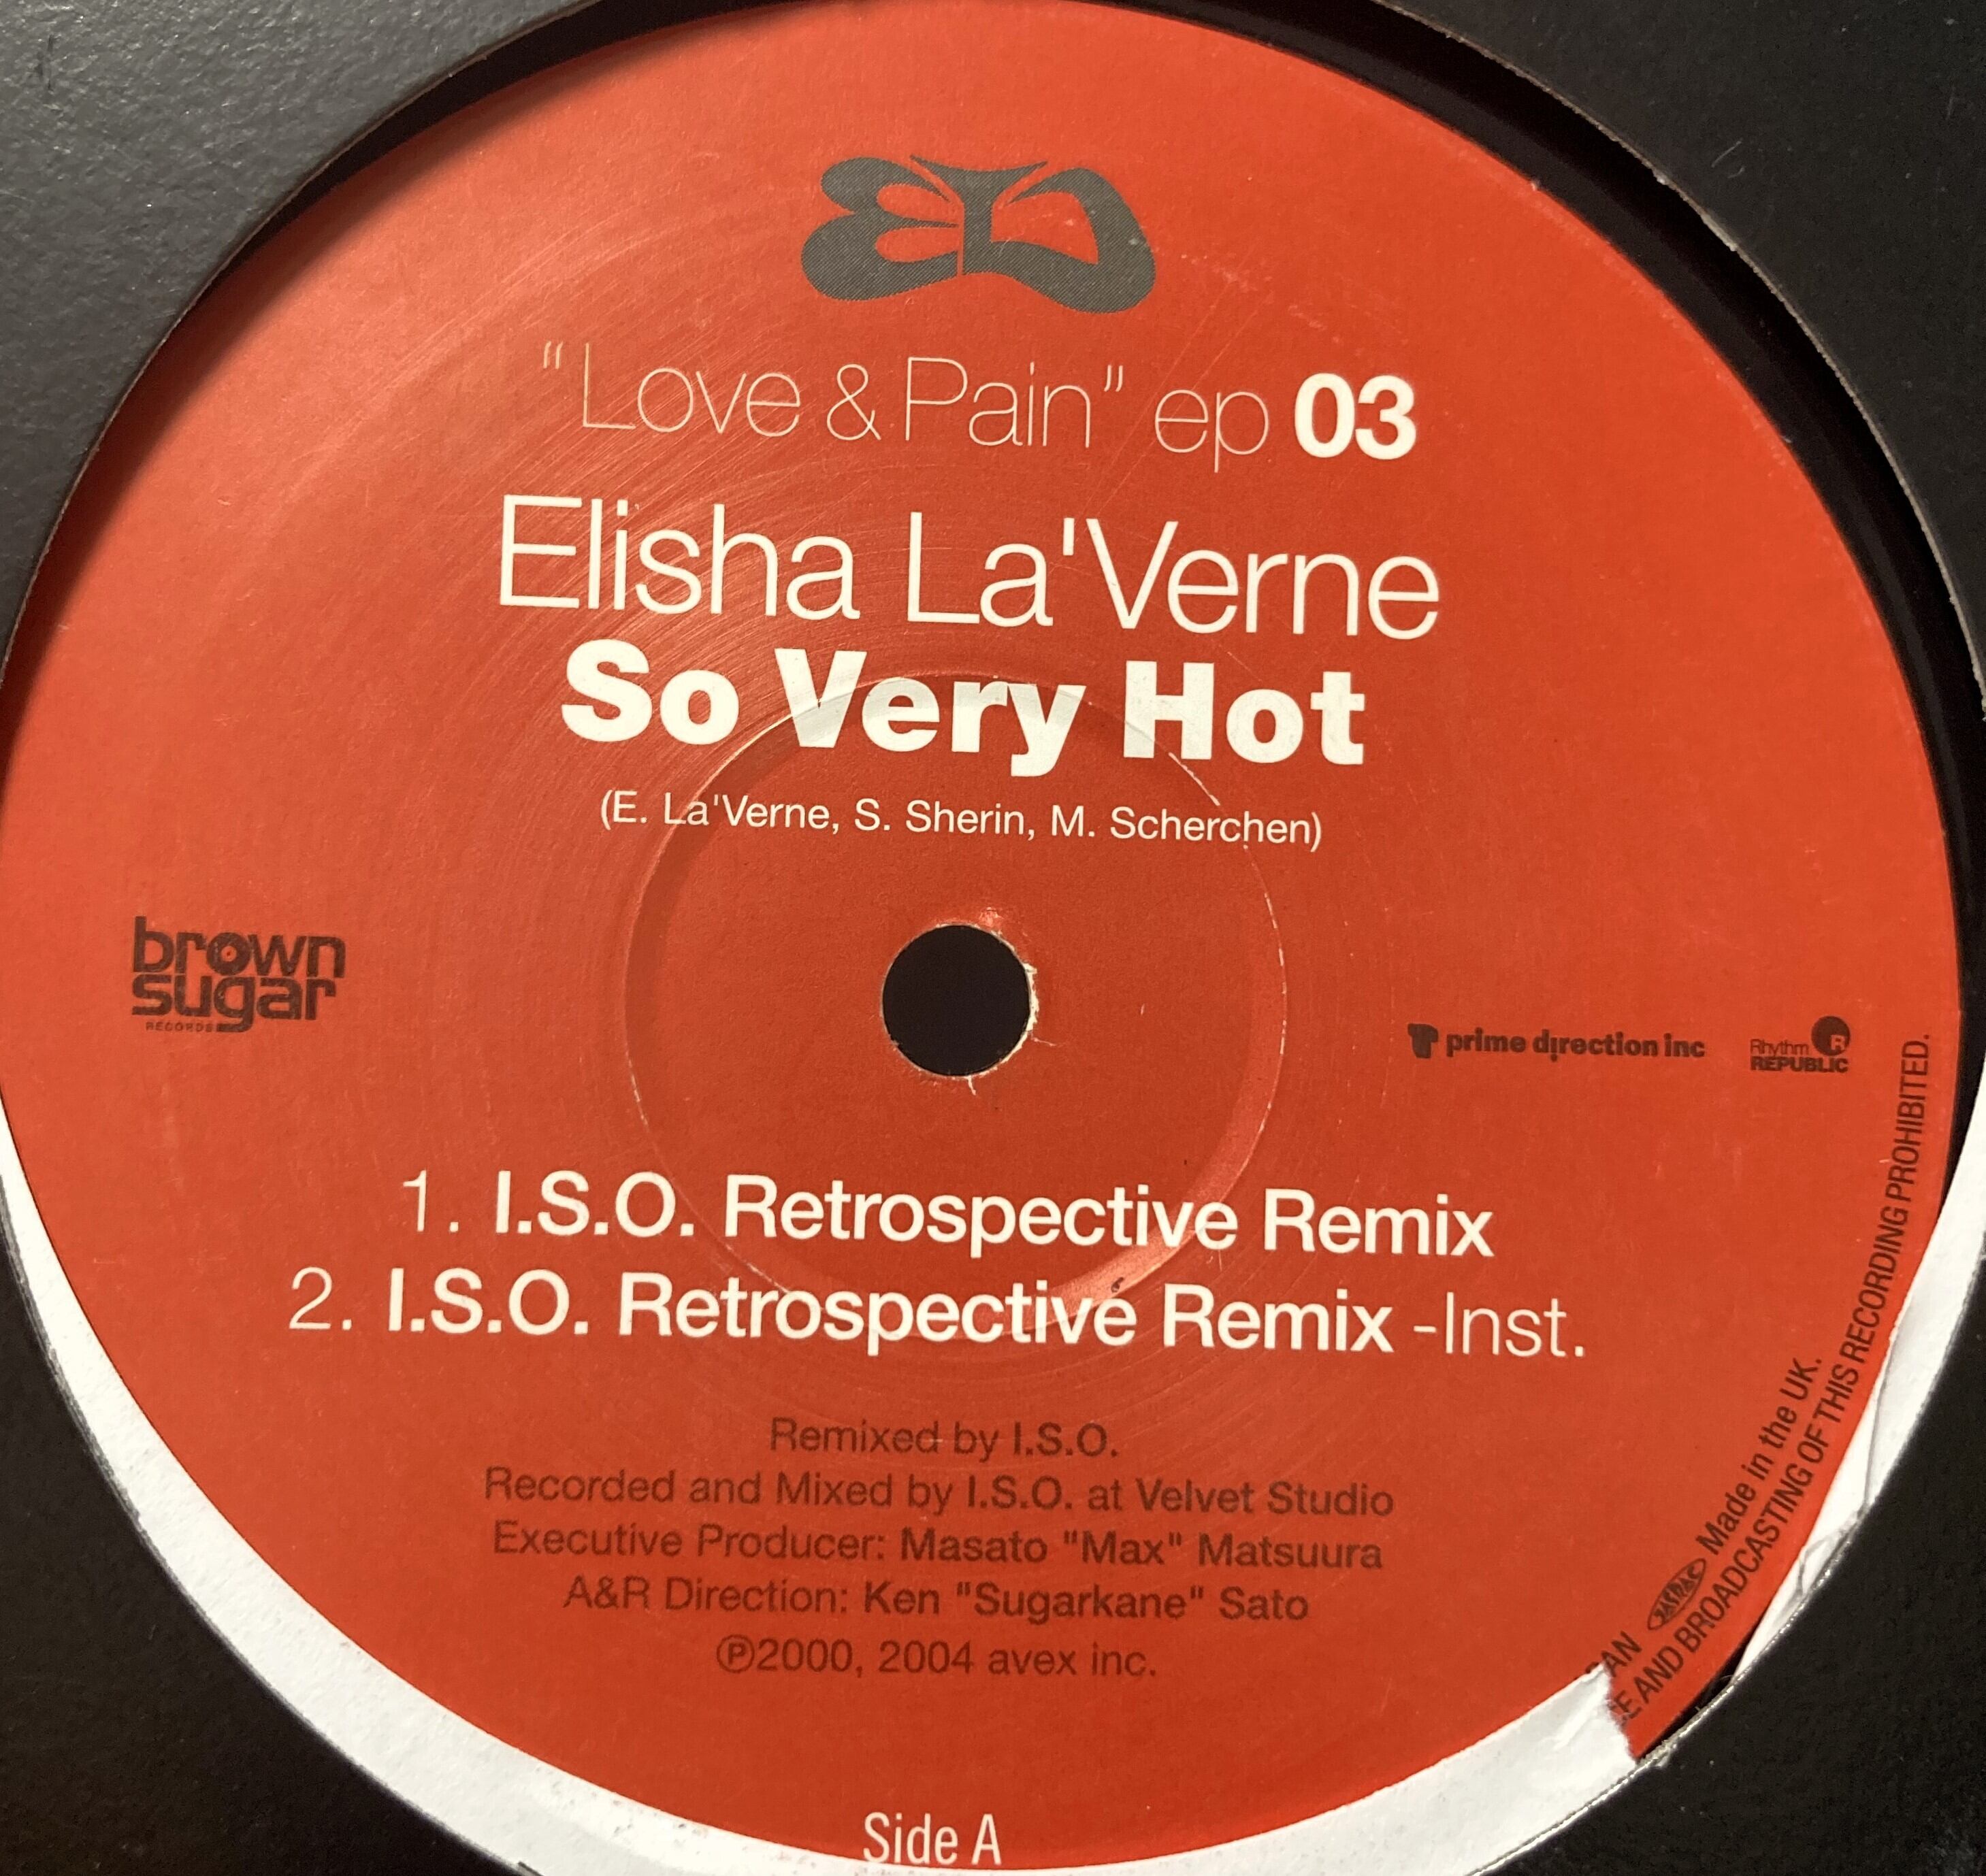 "Love & Pain" ep 03
Elisha La'Verne
So Very Hot
(E. La'Verne, S. Sherin, M. Scherchen)
brown
sugar
RECORDS
prime direction inc
Rhythm R
REPUBLIC
1. I.S.O. Retrospective Remix
2. I.S.O. Retrospective Remix -Inst.
Remixed by I.S.O.
Recorded and Mixed by I.S.O. at Velvet Studio
Executive Producer: Masato "Max" Matsuura
A&R Direction: Ken "Sugarkane" Sato
℗2000, 2004 avex inc.
Side A
JASRAC Made in the UK.
AND BROADCASTING OF THIS RECORDING PROHIBITED.